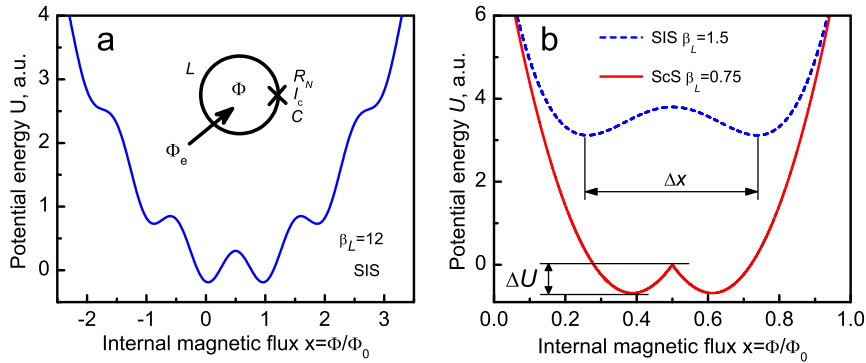 a
L
Φ
R_N
I_c
C
Φ_e
β_L=12
SIS
Potential energy U, a.u.
4
3
2
1
0
-2
-1
0
1
2
3
Internal magnetic flux x=Φ/Φ_0
b
SIS β_L=1.5
ScS β_L=0.75
Δx
ΔU
Potential energy U, a.u.
6
4
2
0
0.0
0.2
0.4
0.6
0.8
1.0
Internal magnetic flux x=Φ/Φ_0